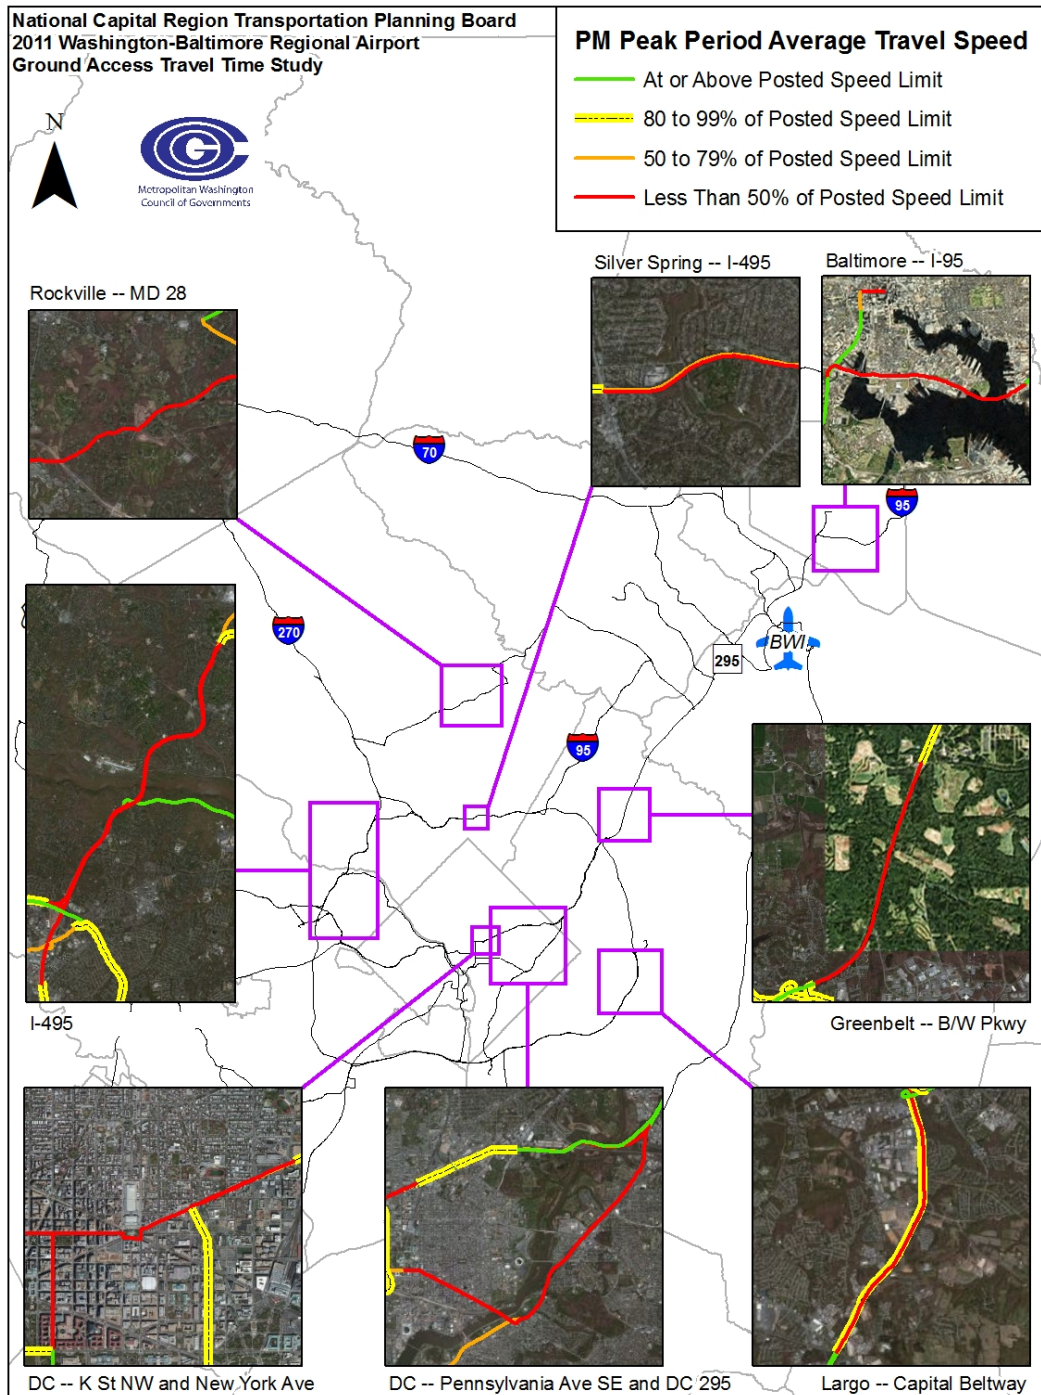 National Capital Region Transportation Planning Board
2011 Washington-Baltimore Regional Airport
Ground Access Travel Time Study
PM Peak Period Average Travel Speed
At or Above Posted Speed Limit
80 to 99% of Posted Speed Limit
50 to 79% of Posted Speed Limit
Less Than 50% of Posted Speed Limit
N
COG
Metropolitan Washington
Council of Governments
Silver Spring -- I-495
Baltimore -- I-95
Rockville -- MD 28
70
95
270
BWI
295
95
I-495
Greenbelt -- B/W Pkwy
DC -- K St NW and New York Ave
DC -- Pennsylvania Ave SE and DC 295
Largo -- Capital Beltway